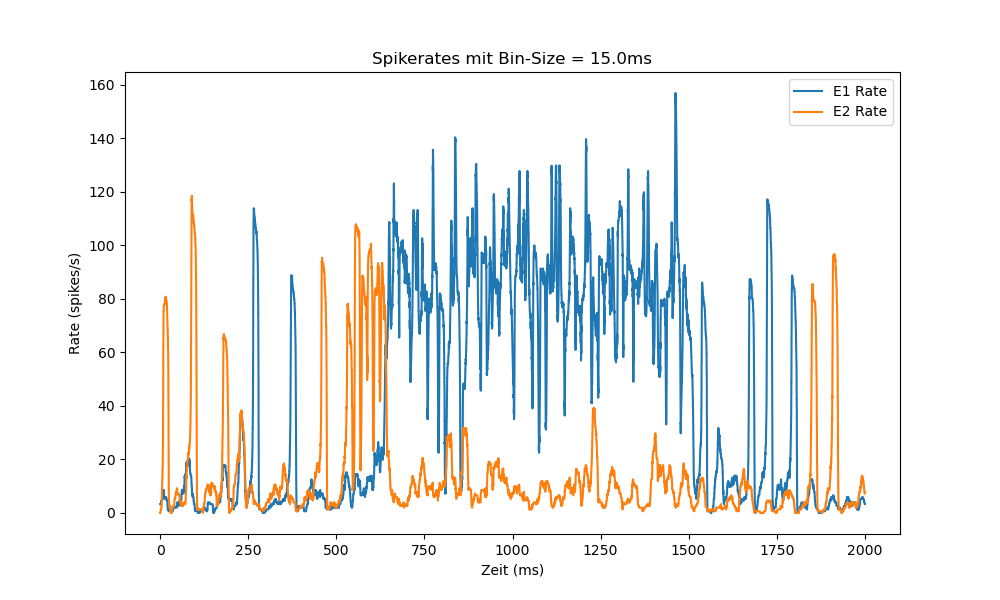 Spikerates mit Bin-Size = 15.0ms
E1 Rate
E2 Rate
160
140
120
100
80
60
40
20
0
Rate (spikes/s)
0 250 500 750 1000 1250 1500 1750 2000
Zeit (ms)